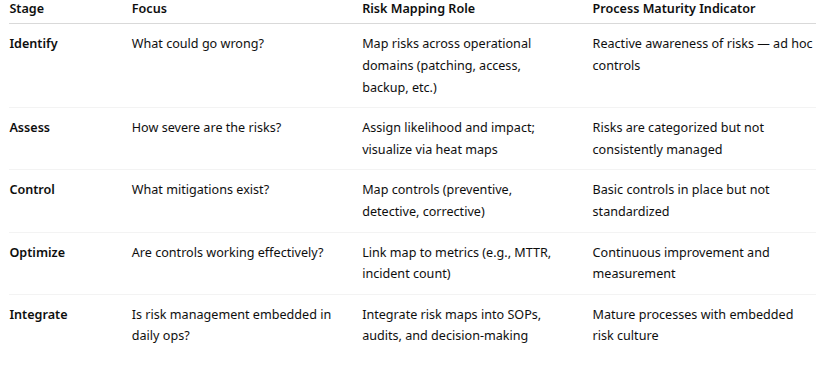 Stage Focus Risk Mapping Role Process Maturity Indicator
Identify What could go wrong? Map risks across operational Reactive awareness of risks — ad hoc
domains (patching, access, controls
backup, etc.)
Assess How severe are the risks? Assign likelihood and impact; Risks are categorized but not
visualize via heat maps consistently managed
Control What mitigations exist? Map controls (preventive, Basic controls in place but not
detective, corrective) standardized
Optimize Are controls working effectively? Link map to metrics (e.g., MTTR, Continuous improvement and
incident count) measurement
Integrate Is risk management embedded in Integrate risk maps into SOPs, Mature processes with embedded
daily ops? audits, and decision-making risk culture